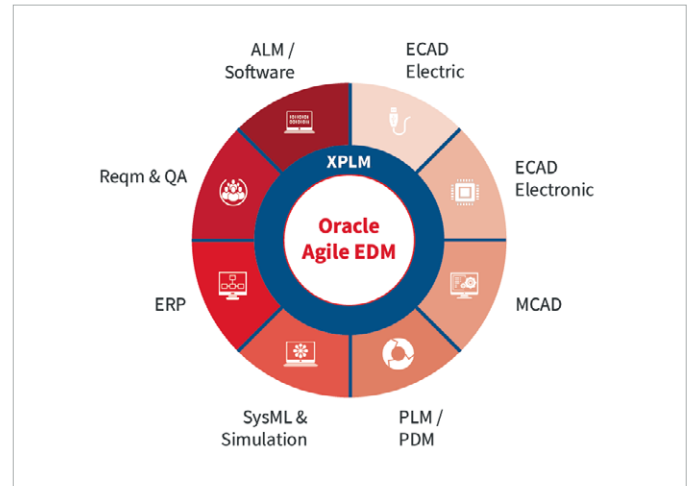 ALM /
Software
ECAD
Electric
Reqm & QA
XPLM
ECAD
Electronic
Oracle
Agile EDM
ERP
MCAD
SysML &
Simulation
PLM /
PDM